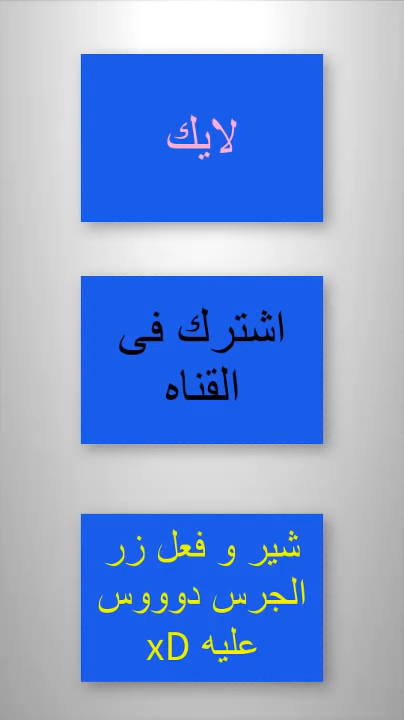 لايك
اشترك فى
القناه
شير و فعل زر
الجرس دوووس
عليه xD